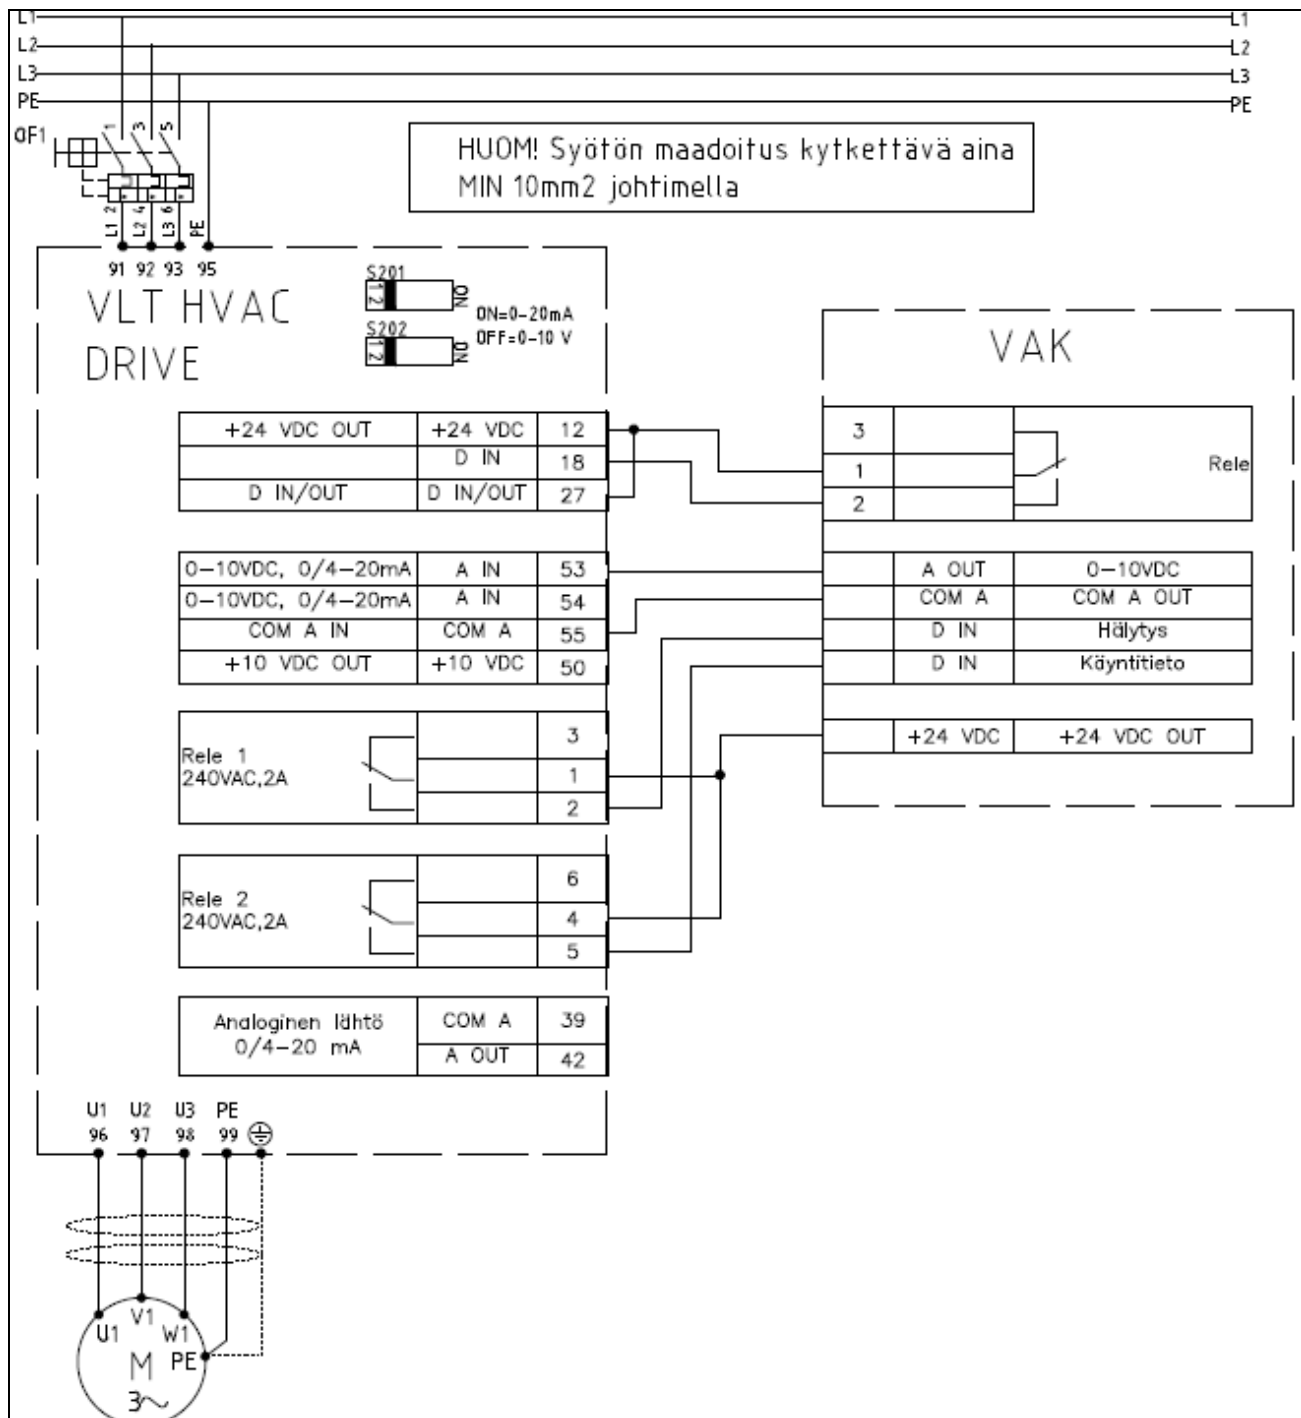 L1 L1
L2 L2
L3 L3
PE PE
QF1 1 3 5
HUOM! Syötön maadoitus kytkettävä aina
MIN 10mm2 johtimella
2 4 6
L1 L2 L3 PE
91 92 93 95
VLT HVAC
DRIVE
S201
1 2 ON
S202
1 2 ON
ON=0-20mA
OFF=0-10 V
VAK
+24 VDC OUT +24 VDC 12
D IN 18
D IN/OUT D IN/OUT 27
3
1 Rele
2
0-10VDC, 0/4-20mA A IN 53
0-10VDC, 0/4-20mA A IN 54
COM A IN COM A 55
+10 VDC OUT +10 VDC 50
A OUT 0-10VDC
COM A COM A OUT
D IN Hälytys
D IN Käyntitieto
+24 VDC +24 VDC OUT
Rele 1
240VAC,2A
3
1
2
Rele 2
240VAC,2A
6
4
5
Analoginen lähtö
0/4-20 mA
COM A 39
A OUT 42
U1 U2 U3 PE
96 97 98 99
U1 V1 W1
M PE
3~